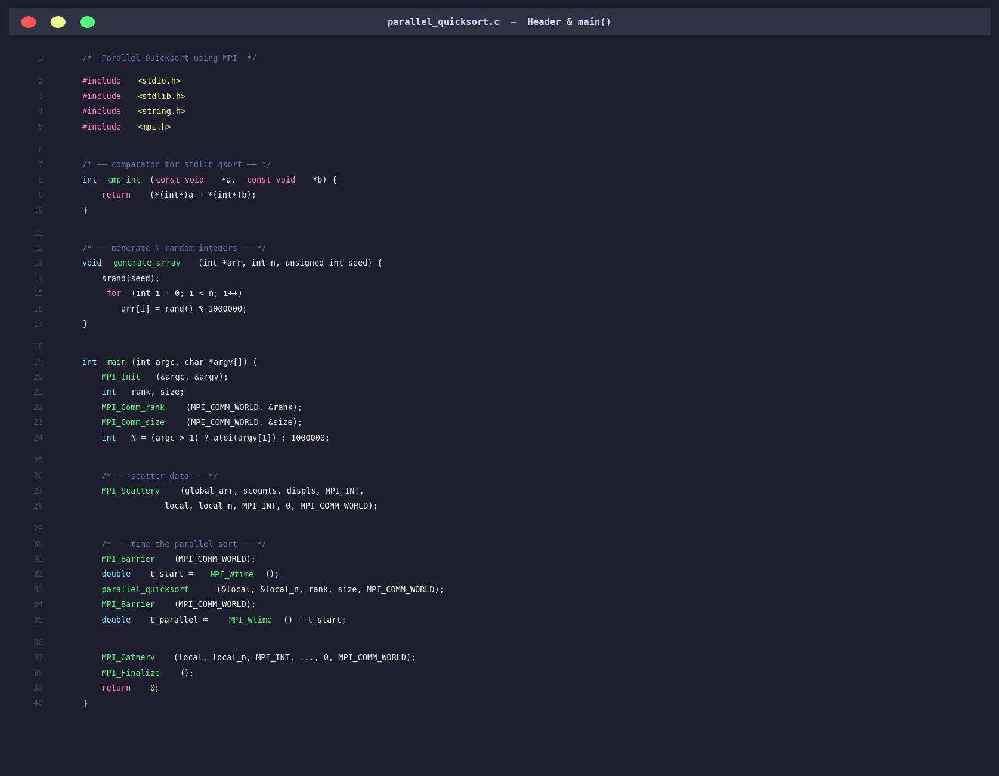 parallel_quicksort.c — Header & main()
1 /* Parallel Quicksort using MPI */
2 #include <stdio.h>
3 #include <stdlib.h>
4 #include <string.h>
5 #include <mpi.h>
6
7 /* —— comparator for stdlib qsort —— */
8 int cmp_int (const void *a, const void *b) {
9     return (*(int*)a - *(int*)b);
10 }
11
12 /* —— generate N random integers —— */
13 void generate_array (int *arr, int n, unsigned int seed) {
14     srand(seed);
15     for (int i = 0; i < n; i++)
16         arr[i] = rand() % 1000000;
17 }
18
19 int main (int argc, char *argv[]) {
20     MPI_Init (&argc, &argv);
21     int rank, size;
22     MPI_Comm_rank (MPI_COMM_WORLD, &rank);
23     MPI_Comm_size (MPI_COMM_WORLD, &size);
24     int N = (argc > 1) ? atoi(argv[1]) : 1000000;
25
26     /* —— scatter data —— */
27     MPI_Scatterv (global_arr, scounts, displs, MPI_INT,
28                  local, local_n, MPI_INT, 0, MPI_COMM_WORLD);
29
30     /* —— time the parallel sort —— */
31     MPI_Barrier (MPI_COMM_WORLD);
32     double t_start = MPI_Wtime ();
33     parallel_quicksort (&local, &local_n, rank, size, MPI_COMM_WORLD);
34     MPI_Barrier (MPI_COMM_WORLD);
35     double t_parallel = MPI_Wtime () - t_start;
36
37     MPI_Gatherv (local, local_n, MPI_INT, ..., 0, MPI_COMM_WORLD);
38     MPI_Finalize ();
39     return 0;
40 }